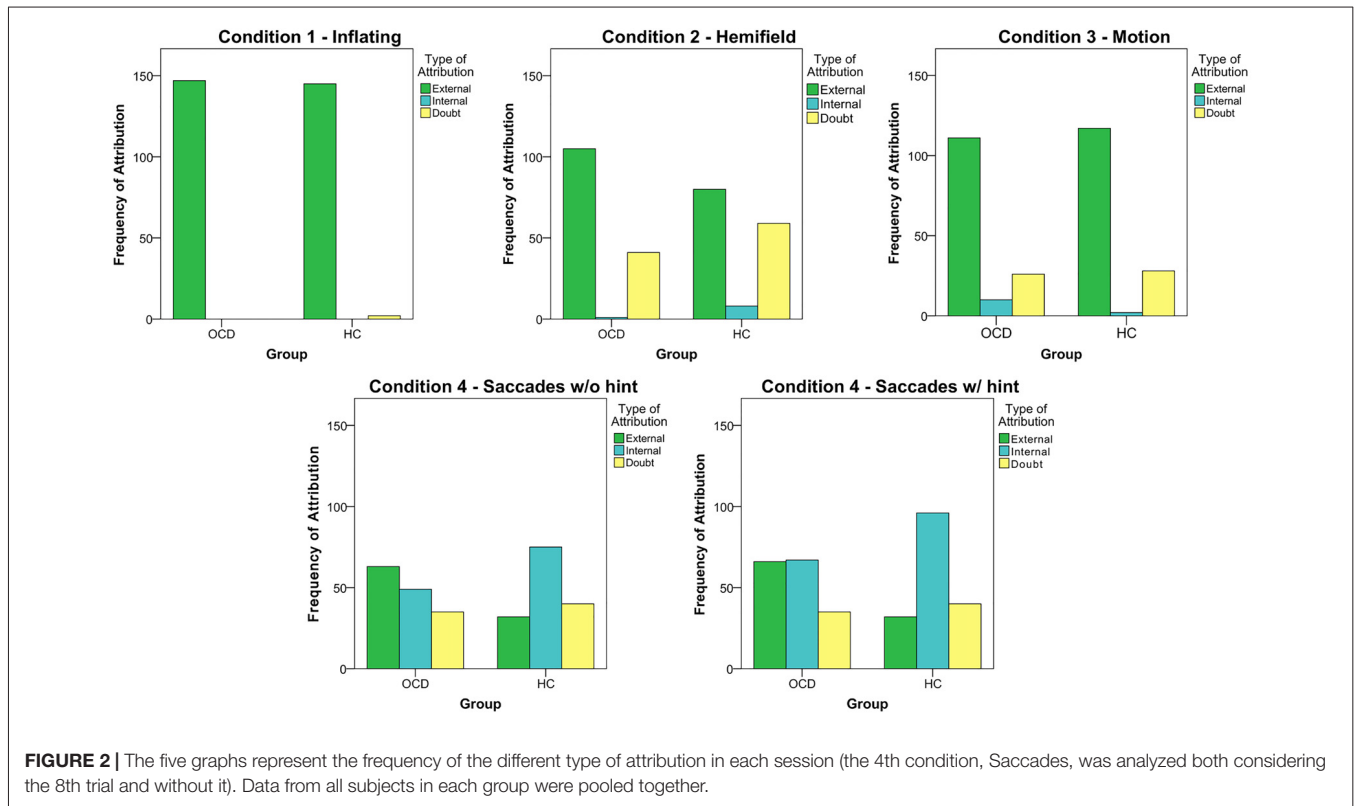 Condition 1 - Inflating
Type of
Attribution
External
Internal
Doubt
Frequency of Attribution
150
100
50
0
OCD
HC
Group
Condition 2 - Hemifield
Type of
Attribution
External
Internal
Doubt
Frequency of Attribution
150
100
50
0
OCD
HC
Group
Condition 3 - Motion
Type of
Attribution
External
Internal
Doubt
Frequency of Attribution
150
100
50
0
OCD
HC
Group
Condition 4 - Saccades w/o hint
Type of
Attribution
External
Internal
Doubt
Frequency of Attribution
150
100
50
0
OCD
HC
Group
Condition 4 - Saccades w/ hint
Type of
Attribution
External
Internal
Doubt
Frequency of Attribution
150
100
50
0
OCD
HC
Group
FIGURE 2 | The five graphs represent the frequency of the different type of attribution in each session (the 4th condition, Saccades, was analyzed both considering
the 8th trial and without it). Data from all subjects in each group were pooled together.